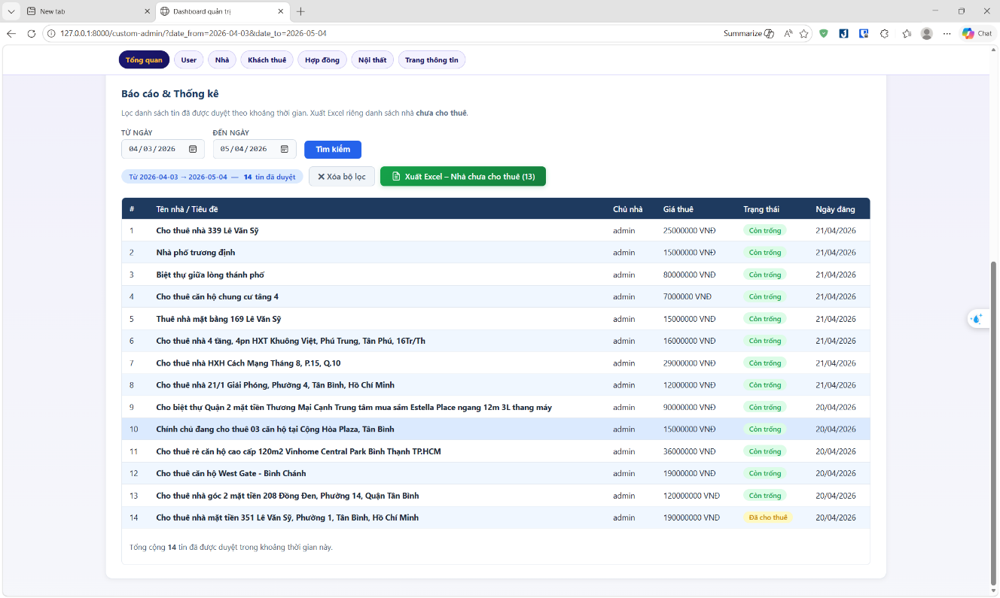 New tab
Dashboard quản trị
127.0.0.1:8000/custom-admin/?date_from=2026-04-03&date_to=2026-05-04
Summarize
Chat
Tổng quan User Nhà Khách thuê Hợp đồng Nội thất Trang thông tin
Báo cáo & Thống kê
Lọc danh sách tin đã được duyệt theo khoảng thời gian. Xuất Excel riêng danh sách nhà chưa cho thuê.
TỪ NGÀY ĐẾN NGÀY
04/03/2026 05/04/2026 Tìm kiếm
Từ 2026-04-03 → 2026-05-04 — 14 tin đã duyệt ✕ Xóa bộ lọc Xuất Excel – Nhà chưa cho thuê (13)
# Tên nhà / Tiêu đề Chủ nhà Giá thuê Trạng thái Ngày đăng
1 Cho thuê nhà 339 Lê Văn Sỹ admin 25000000 VNĐ Còn trống 21/04/2026
2 Nhà phố trương định admin 15000000 VNĐ Còn trống 21/04/2026
3 Biệt thự giữa lòng thánh phố admin 80000000 VNĐ Còn trống 21/04/2026
4 Cho thuê căn hộ chung cư tầng 4 admin 7000000 VNĐ Còn trống 21/04/2026
5 Thuê nhà mặt bằng 169 Lê Văn Sỹ admin 15000000 VNĐ Còn trống 21/04/2026
6 Cho thuê nhà 4 tầng, 4pn HXT Khuông Việt, Phú Trung, Tân Phú, 16Tr/Th admin 16000000 VNĐ Còn trống 21/04/2026
7 Cho thuê nhà HXH Cách Mạng Tháng 8, P.15, Q.10 admin 29000000 VNĐ Còn trống 21/04/2026
8 Cho thuê nhà 21/1 Giải Phóng, Phường 4, Tân Bình, Hồ Chí Minh admin 12000000 VNĐ Còn trống 21/04/2026
9 Cho biệt thự Quận 2 mặt tiền Thương Mại Cạnh Trung tâm mua sắm Estella Place ngang 12m 3L thang máy admin 90000000 VNĐ Còn trống 20/04/2026
10 Chính chủ đang cho thuê 03 căn hộ tại Cộng Hòa Plaza, Tân Bình admin 15000000 VNĐ Còn trống 20/04/2026
11 Cho thuê rẻ căn hộ cao cấp 120m2 Vinhome Central Park Bình Thạnh TP.HCM admin 36000000 VNĐ Còn trống 20/04/2026
12 Cho thuê căn hộ West Gate - Bình Chánh admin 19000000 VNĐ Còn trống 20/04/2026
13 Cho thuê nhà góc 2 mặt tiền 208 Đồng Đen, Phường 14, Quận Tân Bình admin 120000000 VNĐ Còn trống 20/04/2026
14 Cho thuê nhà mặt tiền 351 Lê Văn Sỹ, Phường 1, Tân Bình, Hồ Chí Minh admin 190000000 VNĐ Đã cho thuê 20/04/2026
Tổng cộng 14 tin đã được duyệt trong khoảng thời gian này.